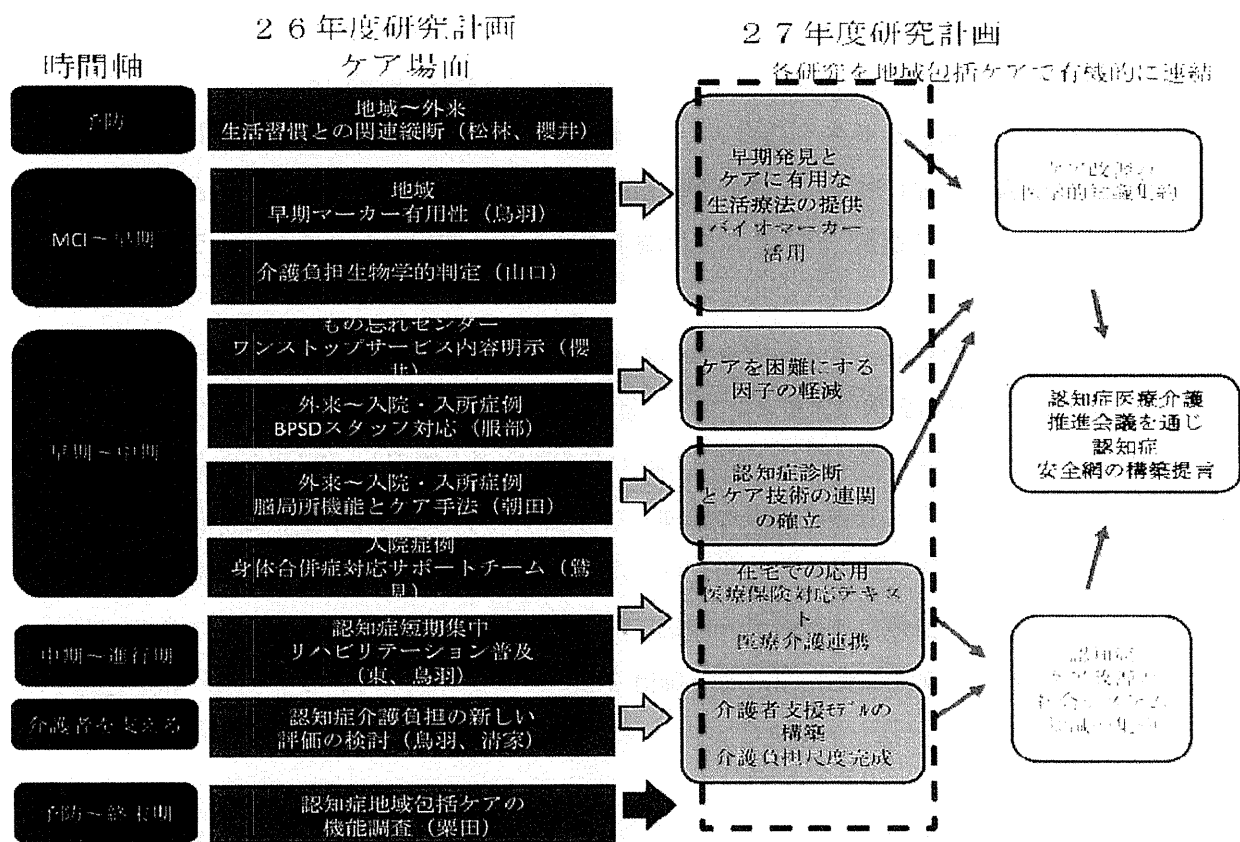 26年度研究計画
ケア場面
27年度研究計画
各研究を地域包括ケアで有機的に連結
時間軸
予防
地域~外来
生活習慣との関連縦断(松林、櫻井)
MCI~早期
地域
早期マーカー有用性(鳥羽)
介護負担生物学的判定(山口)
早期~中期
もの忘れセンター
ワンストップサービス内容明示(櫻
井)
外来~入院・入所症例
BPSDスタッフ対応(服部)
外来~入院・入所症例
脳局所機能とケア手法(朝田)
入院症例
身体合併症対応サポートチーム(鷲
見)
中期~進行期
認知症短期集中
リハビリテーション普及
(東、鳥羽)
介護者を支える
認知症介護負担の新しい
評価の検討(鳥羽、清家)
予防~終末期
認知症地域包括ケアの
機能調査(粟田)
早期発見と
ケアに有用な
生活療法の提供
バイオマーカー
活用
ケアを困難にする
因子の軽減
認知症診断
とケア技術の連関
の確立
在宅での応用
医療保険対応テキス
ト
医療介護連携
介護者支援モデルの
構築
介護負担尺度完成
ケア改善の
認知症医療介護
推進会議を通じ
認知症
安全網の構築提言
認知症